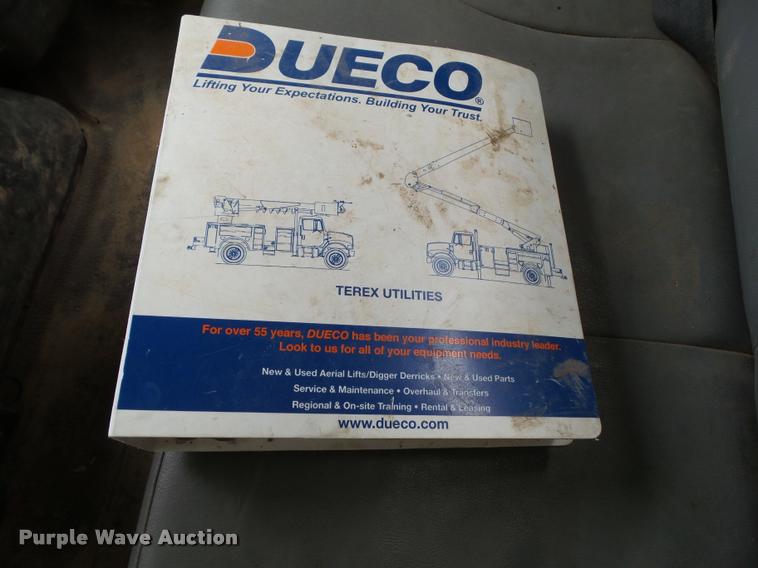 DUECO®
Lifting Your Expectations. Building Your Trust.
TEREX UTILITIES
For over 55 years, DUECO has been your professional industry leader.
Look to us for all of your equipment needs.
New & Used Aerial Lifts/Digger Derricks • New & Used Parts
Service & Maintenance • Overhaul & Transfers
Regional & On-site Training • Rental & Leasing
www.dueco.com
Purple Wave Auction